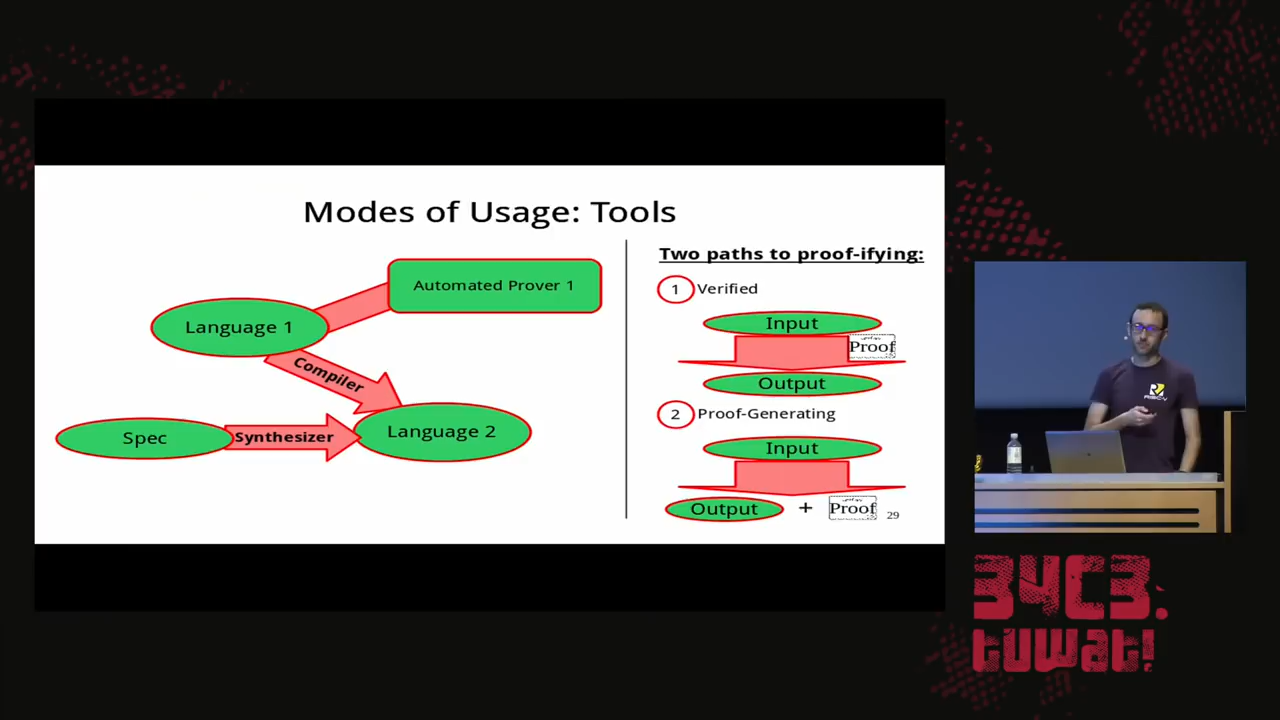 Modes of Usage: Tools
Automated Prover 1
Language 1
Compiler
Spec
Synthesizer
Language 2
Two paths to proof-ifying:
1 Verified
Input
Proof
Output
2 Proof-Generating
Input
Output + Proof
29
RISC-V
34C3.
tuwat!